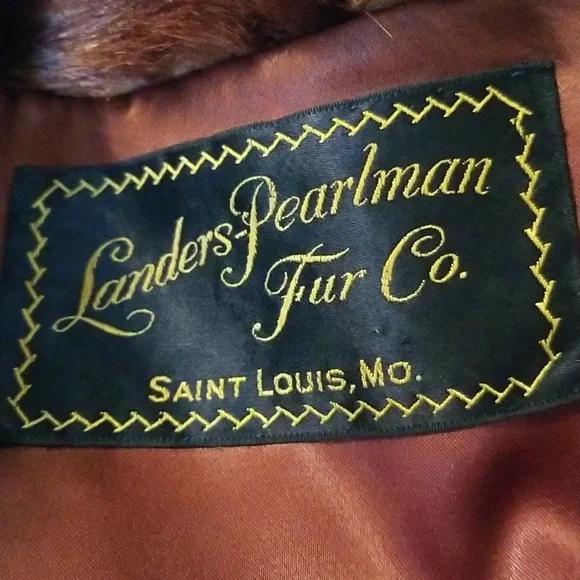 Landers-Pearlman
Fur Co.
SAINT LOUIS, MO.